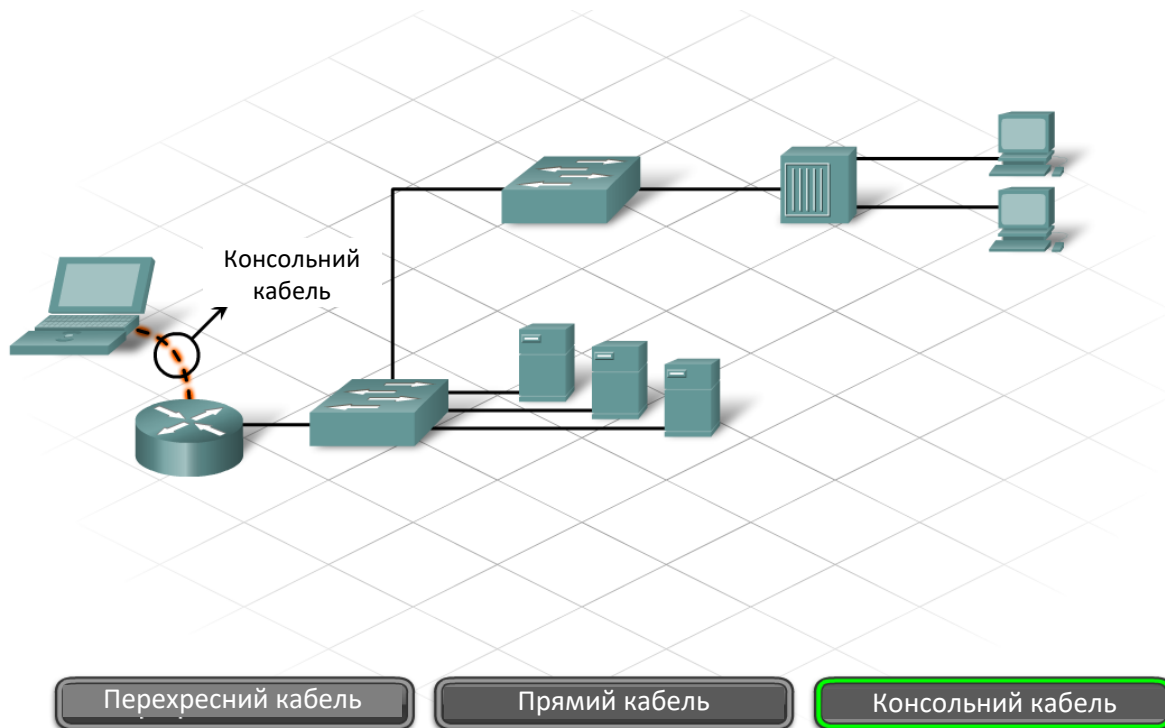 Консольний
кабель
Перехресний кабель
Прямий кабель
Консольний кабель